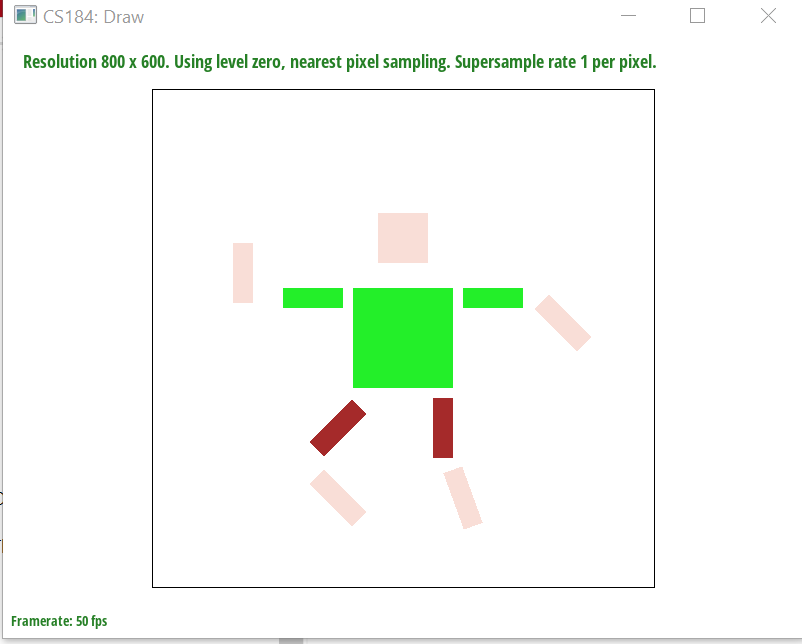 CS184: Draw
Resolution 800 x 600. Using level zero, nearest pixel sampling. Supersample rate 1 per pixel.
Framerate: 50 fps